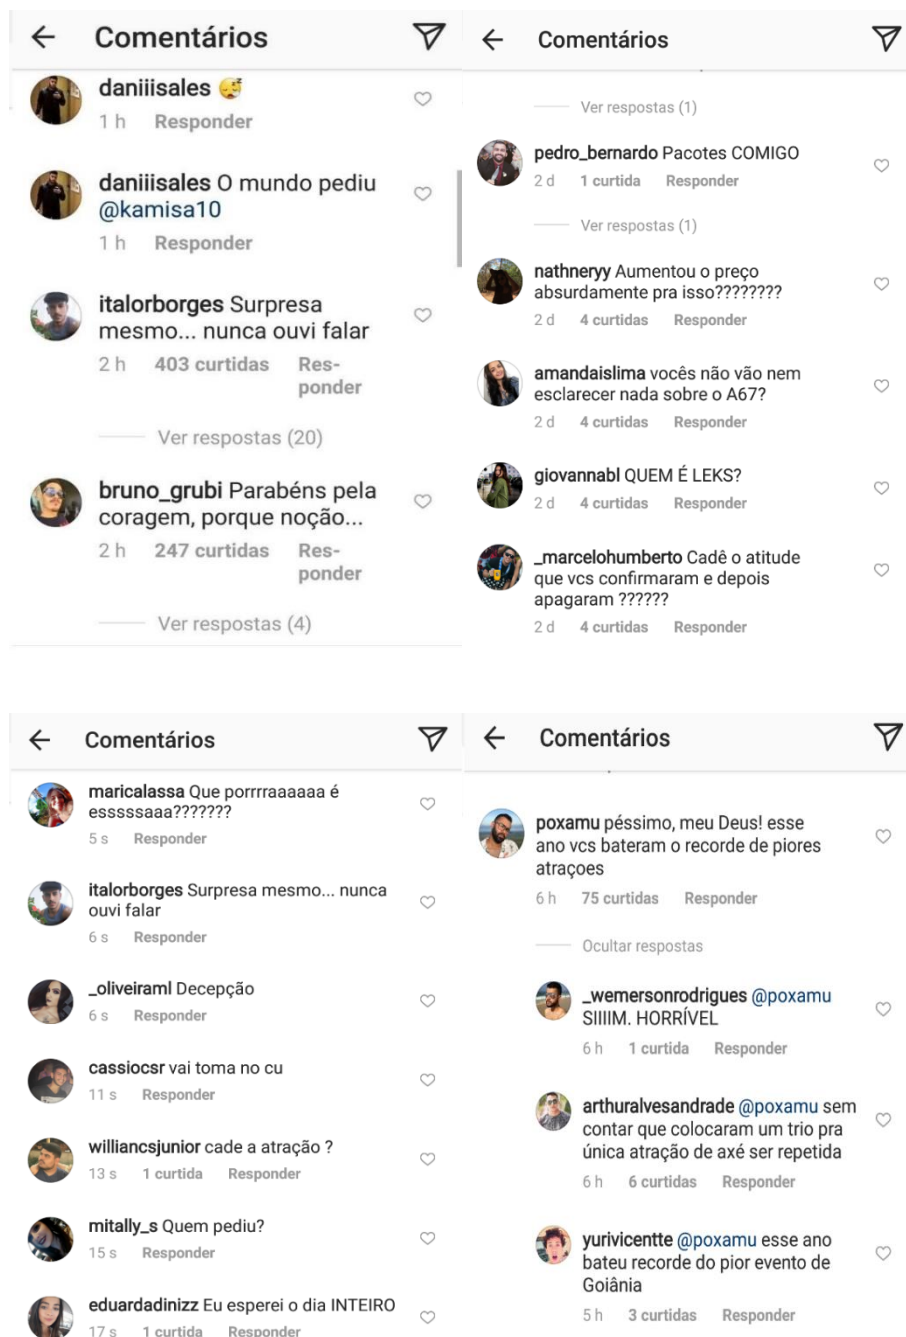 Comentários
daniiisales 😴
1 h Responder
daniiisales O mundo pediu
@kamisa10
1 h Responder
italorborges Surpresa
mesmo... nunca ouvi falar
2 h 403 curtidas Res-
ponder
Ver respostas (20)
bruno_grubi Parabéns pela
coragem, porque noção...
2 h 247 curtidas Res-
ponder
Ver respostas (4)
Comentários
Ver respostas (1)
pedro_bernardo Pacotes COMIGO
2 d 1 curtida Responder
Ver respostas (1)
nathneryy Aumentou o preço
absurdamente pra isso????????
2 d 4 curtidas Responder
amandaislima vocês não vão nem
esclarecer nada sobre o A67?
2 d 4 curtidas Responder
giovannabl QUEM É LEKS?
2 d 4 curtidas Responder
_marcelohumberto Cadê o atitude
que vcs confirmaram e depois
apagaram ??????
2 d 4 curtidas Responder
Comentários
maricalassa Que porrrraaaaaa é
esssssaaa???????
5 s Responder
italorborges Surpresa mesmo... nunca
ouvi falar
6 s Responder
_oliveiraml Decepção
6 s Responder
cassiocsr vai toma no cu
11 s Responder
williancsjunior cade a atração ?
13 s 1 curtida Responder
mitally_s Quem pediu?
15 s Responder
eduardadinizz Eu esperei o dia INTEIRO
17 s 1 curtida Responder
Comentários
poxamu péssimo, meu Deus! esse
ano vcs bateram o recorde de piores
atraçoes
6 h 75 curtidas Responder
Ocultar respostas
_wemersonrodrigues @poxamu
SIIIIM. HORRÍVEL
6 h 1 curtida Responder
arthuralvesandrade @poxamu sem
contar que colocaram um trio pra
única atração de axé ser repetida
6 h 6 curtidas Responder
yurivicentte @poxamu esse ano
bateu recorde do pior evento de
Goiânia
5 h 3 curtidas Responder